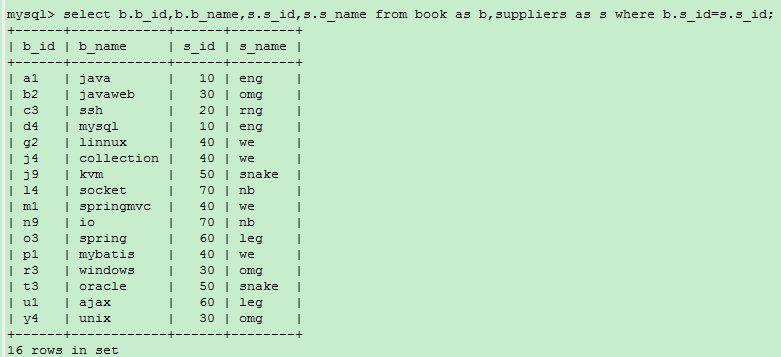 mysql> select b.b_id,b.b_name,s.s_id,s.s_name from book as b,suppliers as s where b.s_id=s.s_id;
+------+------------+------+--------+
| b_id | b_name     | s_id | s_name |
+------+------------+------+--------+
| a1   | java       |   10 | eng    |
| b2   | javaweb    |   30 | omg    |
| c3   | ssh        |   20 | rng    |
| d4   | mysql      |   10 | eng    |
| g2   | linnux     |   40 | we     |
| j4   | collection |   40 | we     |
| j9   | kvm        |   50 | snake  |
| l4   | socket     |   70 | nb     |
| m1   | springmvc  |   40 | we     |
| n9   | io         |   70 | nb     |
| o3   | spring     |   60 | leg    |
| p1   | mybatis    |   40 | we     |
| r3   | windows    |   30 | omg    |
| t3   | oracle     |   50 | snake  |
| u1   | ajax       |   60 | leg    |
| y4   | unix       |   30 | omg    |
+------+------------+------+--------+
16 rows in set